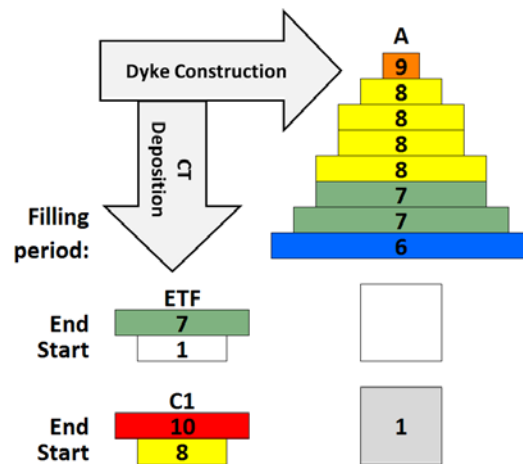 Dyke Construction
CT
Deposition
A
9
8
8
8
8
7
7
6
Filling
period:
ETF
End 7
Start 1
C1
End 10
Start 8
1